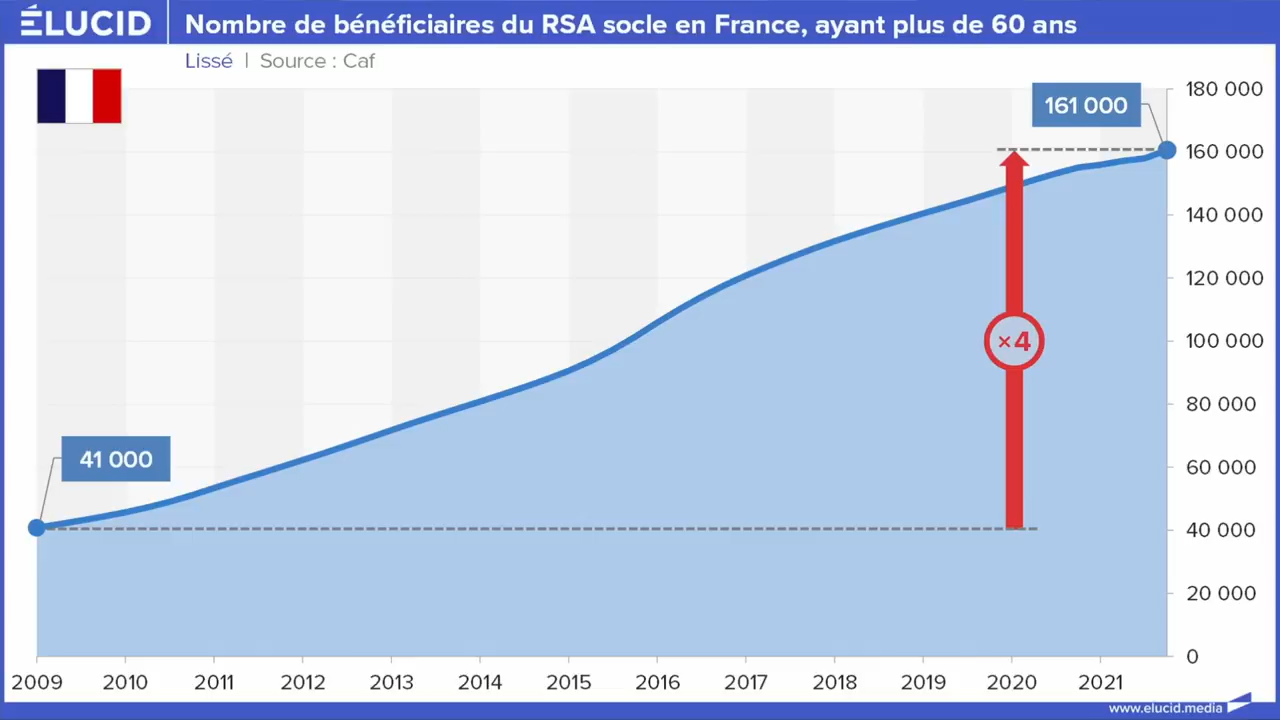 ÉLUCID
Nombre de bénéficiaires du RSA socle en France, ayant plus de 60 ans
Lissé | Source : Caf
161 000
41 000
×4
180 000
160 000
140 000
120 000
100 000
80 000
60 000
40 000
20 000
0
2009 2010 2011 2012 2013 2014 2015 2016 2017 2018 2019 2020 2021
www.elucid.media